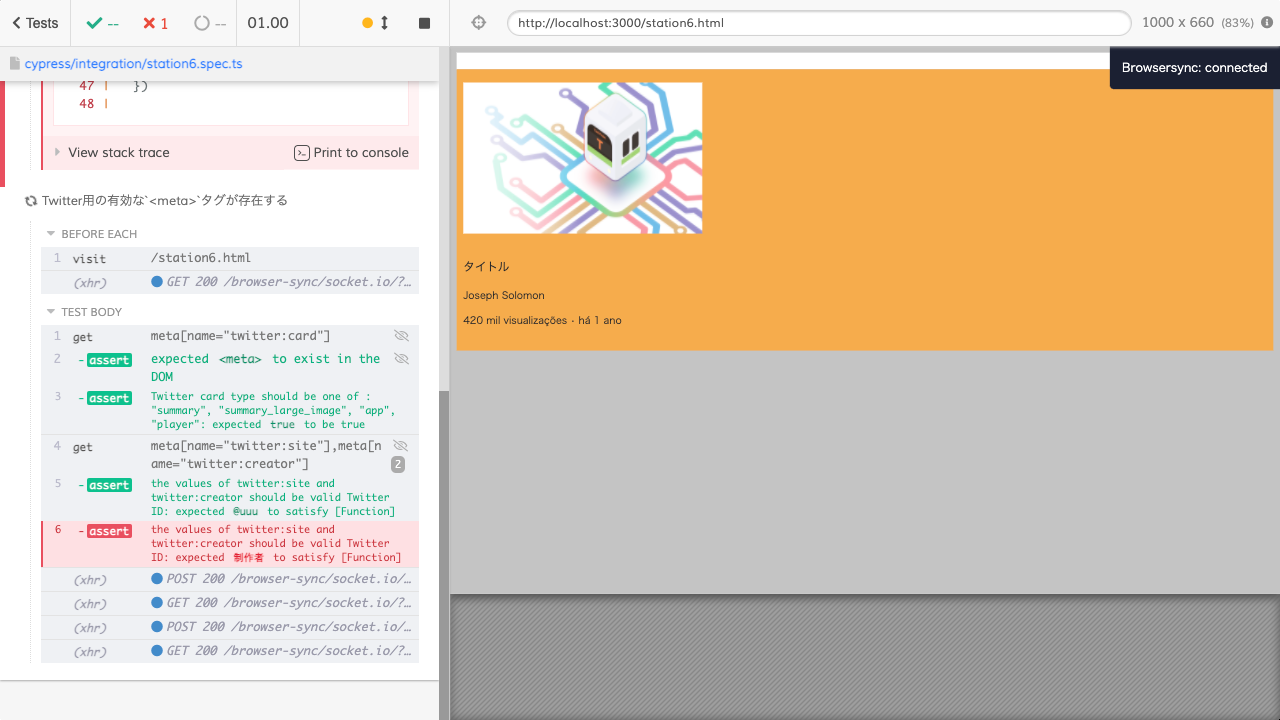 Tests
--
1
--
01.00
http://localhost:3000/station6.html
1000 x 660 (83%)
cypress/integration/station6.spec.ts
Browsersync: connected
47 | })
48 |
View stack trace
Print to console
Twitter用の有効な`<meta>`タグが存在する
BEFORE EACH
1 visit /station6.html
(xhr) GET 200 /browser-sync/socket.io/?…
TEST BODY
1 get meta[name="twitter:card"]
2 -assert expected <meta> to exist in the
DOM
3 -assert Twitter card type should be one of :
"summary", "summary_large_image", "app",
"player": expected true to be true
4 get meta[name="twitter:site"],meta[n
ame="twitter:creator"]
2
5 -assert the values of twitter:site and
twitter:creator should be valid Twitter
ID: expected @uuu to satisfy [Function]
6 -assert the values of twitter:site and
twitter:creator should be valid Twitter
ID: expected 制作者 to satisfy [Function]
(xhr) POST 200 /browser-sync/socket.io/…
(xhr) GET 200 /browser-sync/socket.io/?…
(xhr) POST 200 /browser-sync/socket.io/…
(xhr) GET 200 /browser-sync/socket.io/?…
タイトル
Joseph Solomon
420 mil visualizações · há 1 ano